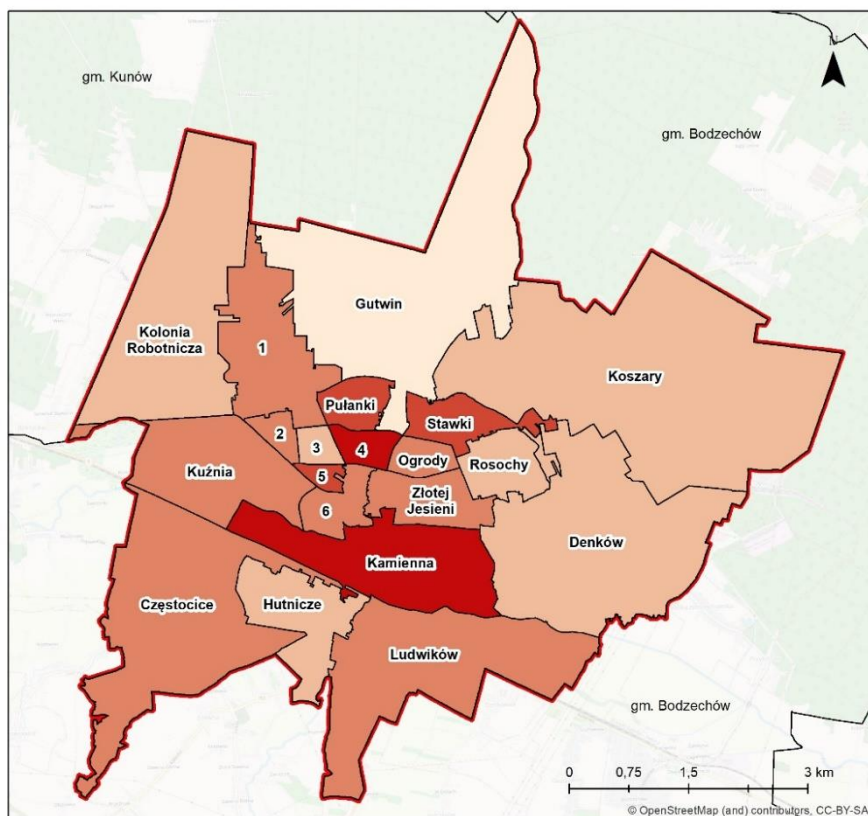 N
gm. Kunów
gm. Bodzechów
Gutwin
Kolonia
Robotnicza
1
Koszary
Pułanki
Stawki
2
3
4
Ogrody
Rosochy
Kuźnia
5
Złotej
Jesieni
6
Denków
Kamienna
Częstocice
Hutnicze
Ludwików
gm. Bodzechów
0 0,75 1,5 3 km
© OpenStreetMap (and) contributors, CC-BY-SA